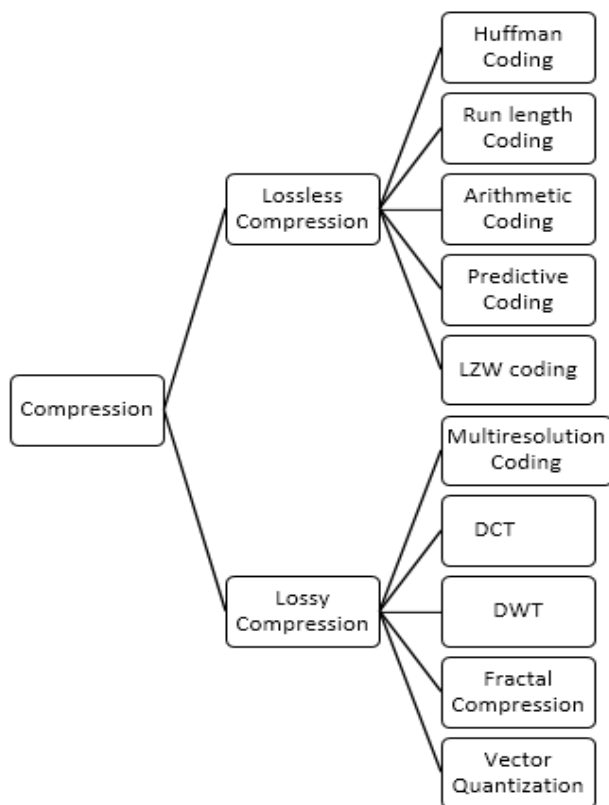 Huffman
Coding
Run length
Coding
Lossless
Compression
Arithmetic
Coding
Predictive
Coding
LZW coding
Compression
Multiresolution
Coding
DCT
Lossy
Compression
DWT
Fractal
Compression
Vector
Quantization